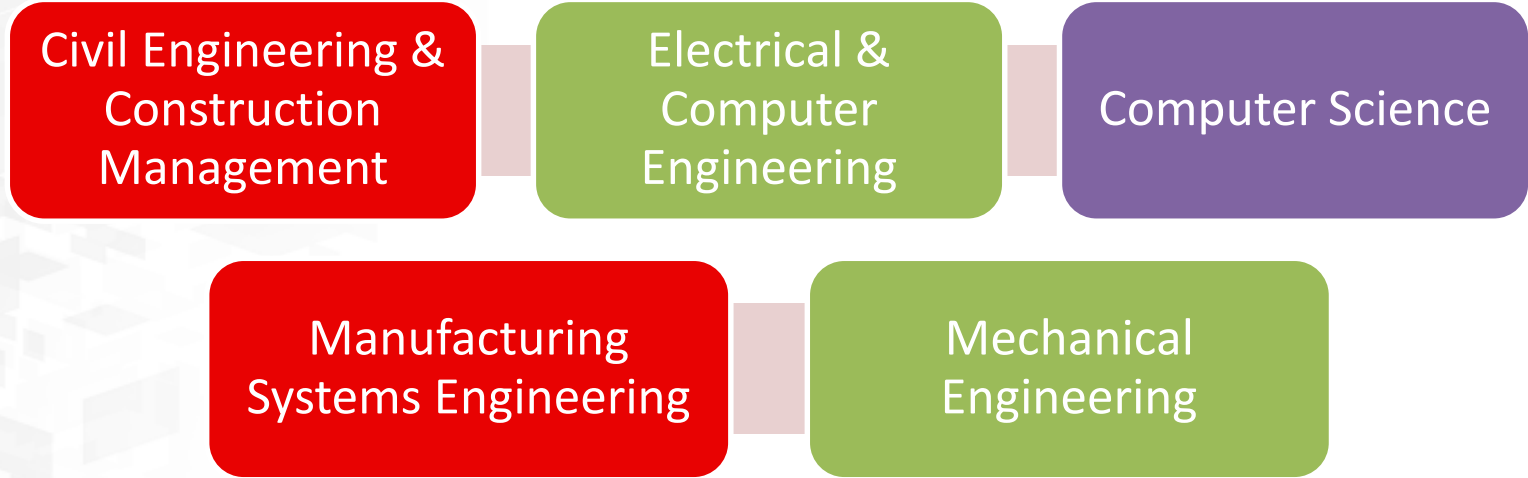 Civil Engineering &
Construction
Management
Electrical &
Computer
Engineering
Computer Science
Manufacturing
Systems Engineering
Mechanical
Engineering